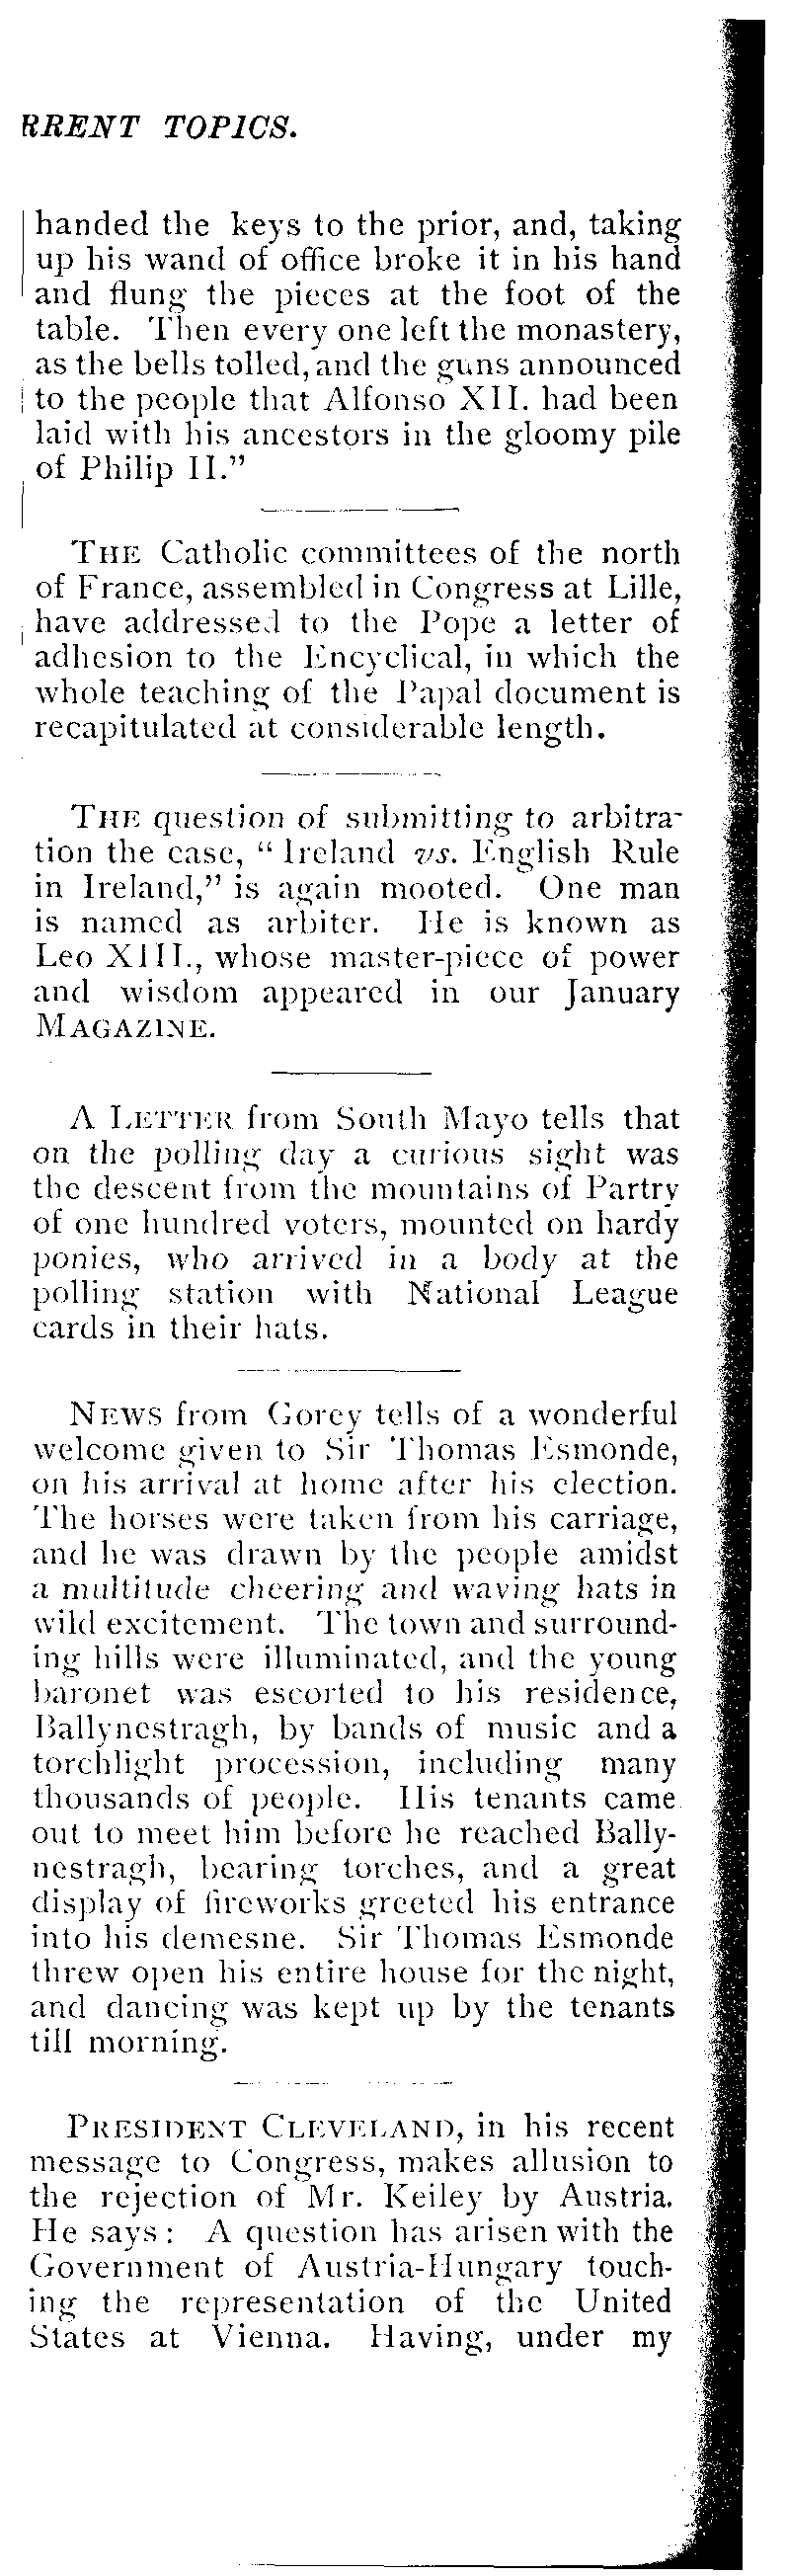 RRENT TOPICS.
handed the keys to the prior, and, taking
up his wand of office broke it in his hand
and flung the pieces at the foot of the
table. Then every one left the monastery,
as the bells tolled, and the guns announced
to the people that Alfonso XII. had been
laid with his ancestors in the gloomy pile
of Philip II.”
THE Catholic committees of the north
of France, assembled in Congress at Lille,
have addressed to the Pope a letter of
adhesion to the Encyclical, in which the
whole teaching of the Papal document is
recapitulated at considerable length.
THE question of submitting to arbitra-
tion the case, “ Ireland vs. English Rule
in Ireland,” is again mooted. One man
is named as arbiter. He is known as
Leo XIII., whose master-piece of power
and wisdom appeared in our January
MAGAZINE.
A LETTER from South Mayo tells that
on the polling day a curious sight was
the descent from the mountains of Partry
of one hundred voters, mounted on hardy
ponies, who arrived in a body at the
polling station with National League
cards in their hats.
NEWS from Gorey tells of a wonderful
welcome given to Sir Thomas Esmonde,
on his arrival at home after his election.
The horses were taken from his carriage,
and he was drawn by the people amidst
a multitude cheering and waving hats in
wild excitement. The town and surround-
ing hills were illuminated, and the young
baronet was escorted to his residence,
Ballynestragh, by bands of music and a
torchlight procession, including many
thousands of people. His tenants came
out to meet him before he reached Bally-
nestragh, bearing torches, and a great
display of fireworks greeted his entrance
into his demesne. Sir Thomas Esmonde
threw open his entire house for the night,
and dancing was kept up by the tenants
till morning.
PRESIDENT CLEVELAND, in his recent
message to Congress, makes allusion to
the rejection of Mr. Keiley by Austria.
He says : A question has arisen with the
Government of Austria-Hungary touch-
ing the representation of the United
States at Vienna. Having, under my